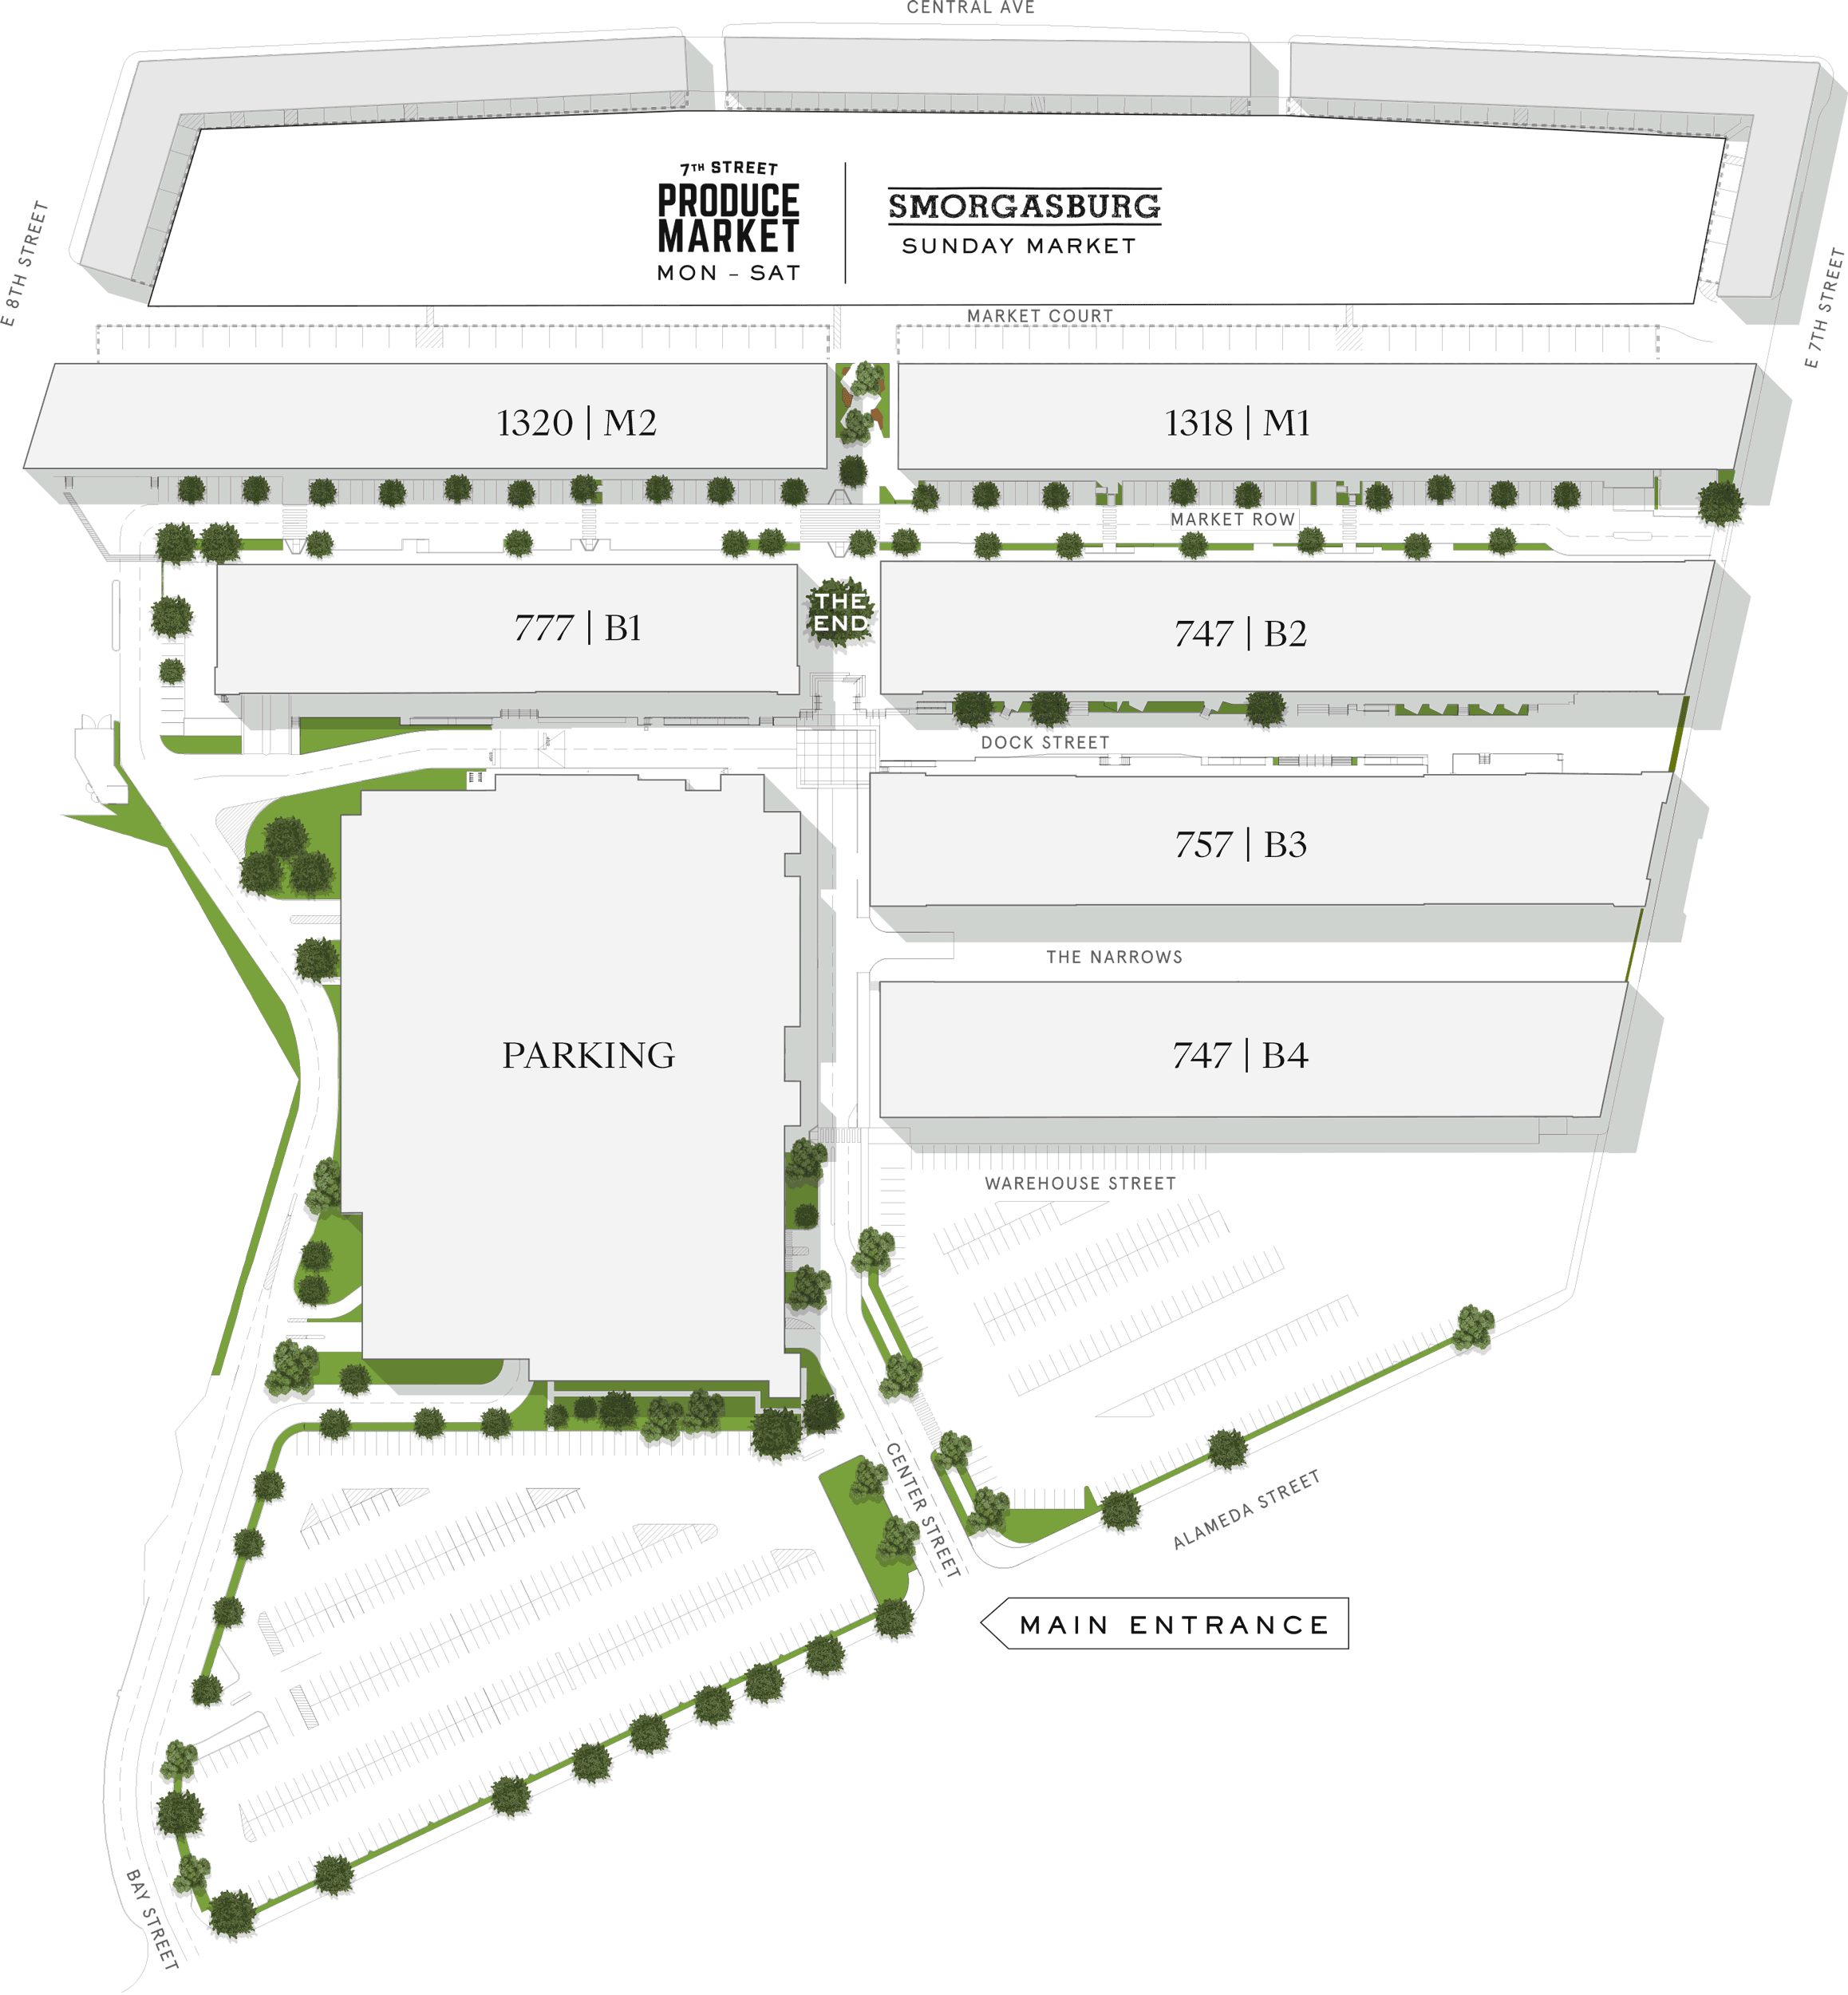 CENTRAL AVE
7TH STREET
PRODUCE
MARKET
MON – SAT
SMORGASBURG
SUNDAY MARKET
E 8TH STREET
E 7TH STREET
MARKET COURT
1320 | M2
1318 | M1
MARKET ROW
THE
END
777 | B1
747 | B2
DOCK STREET
757 | B3
THE NARROWS
PARKING
747 | B4
WAREHOUSE STREET
CENTER STREET
ALAMEDA STREET
MAIN ENTRANCE
BAY STREET